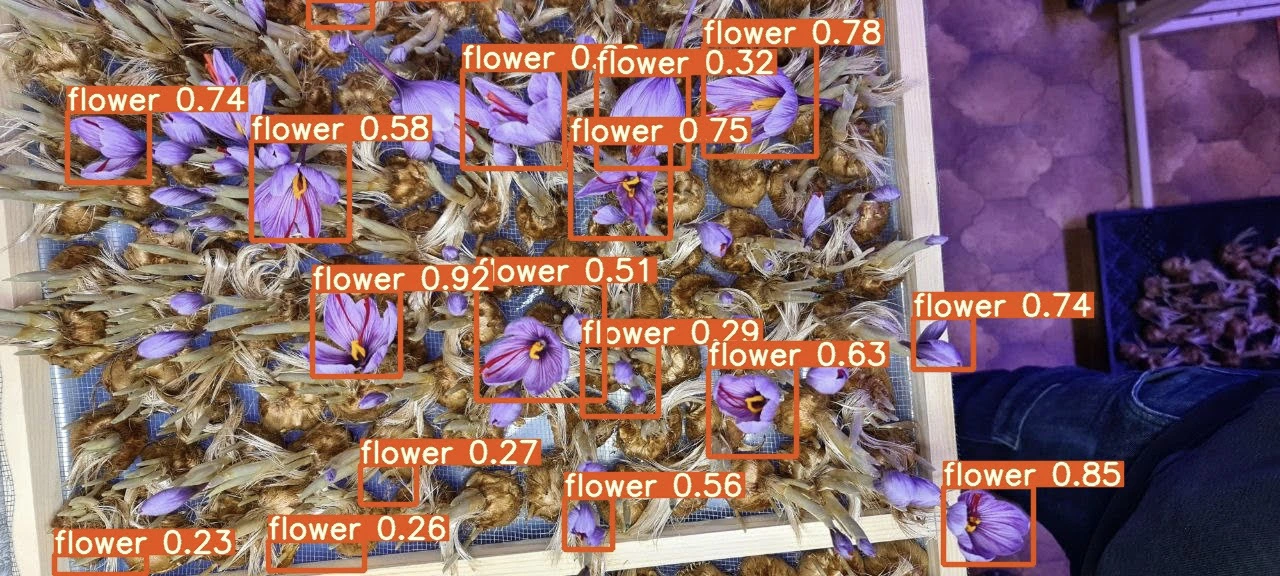 flower 0.78
flower 0.
flower 0.32
flower 0.74
flower 0.58
flower 0.75
flower 0.92
flower 0.51
flower 0.74
flower 0.29
flower 0.63
flower 0.27
flower 0.85
flower 0.56
flower 0.26
flower 0.23